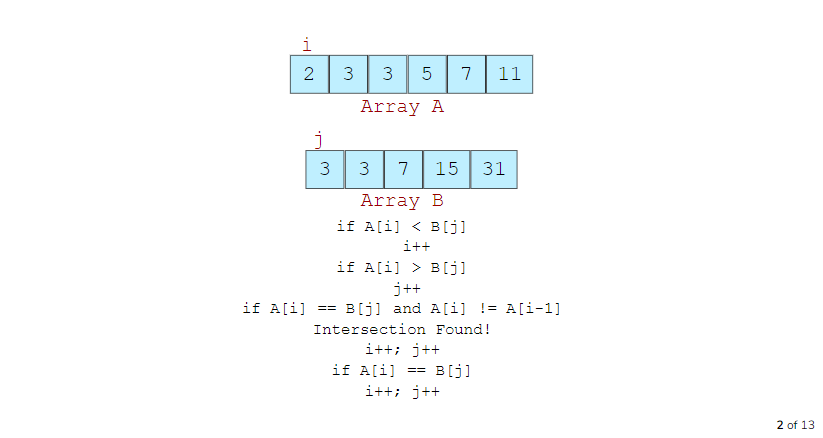 i
2 3 3 5 7 11
Array A
j
3 3 7 15 31
Array B
if A[i] < B[j]
i++
if A[i] > B[j]
j++
if A[i] == B[j] and A[i] != A[i-1]
Intersection Found!
i++; j++
if A[i] == B[j]
i++; j++
2 of 13